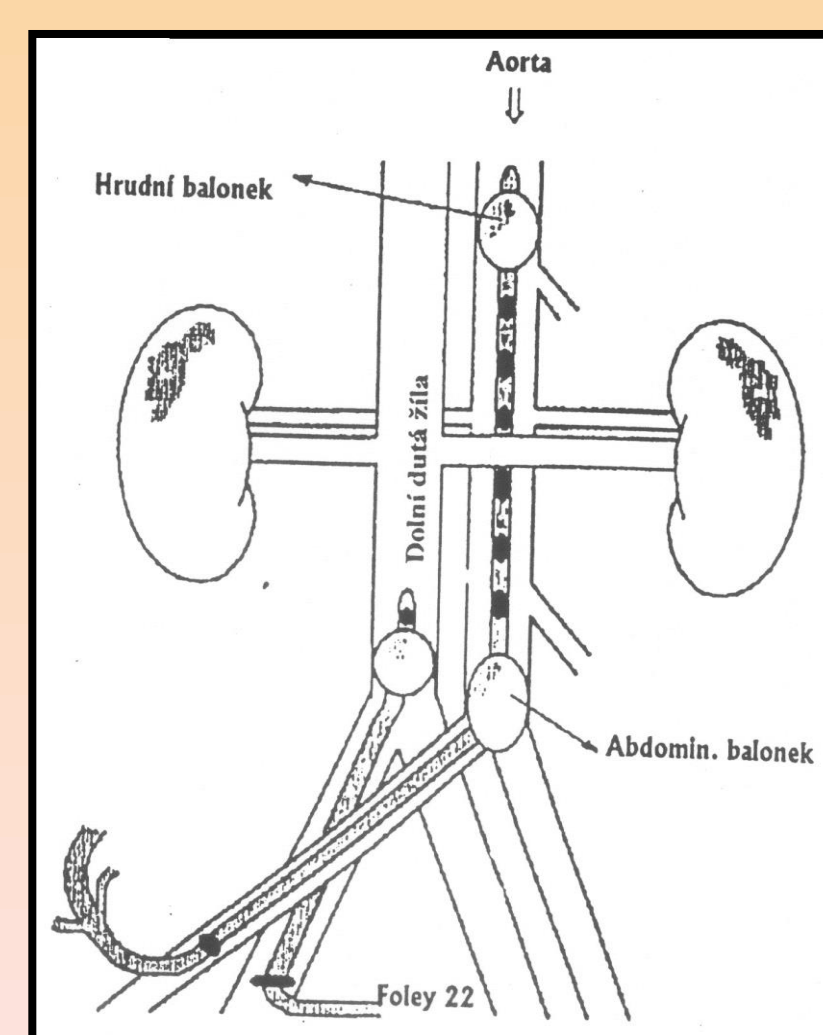 Aorta
Hrudní balonek
Dolní dutá žíla
Abdomin. balonek
Foley 22